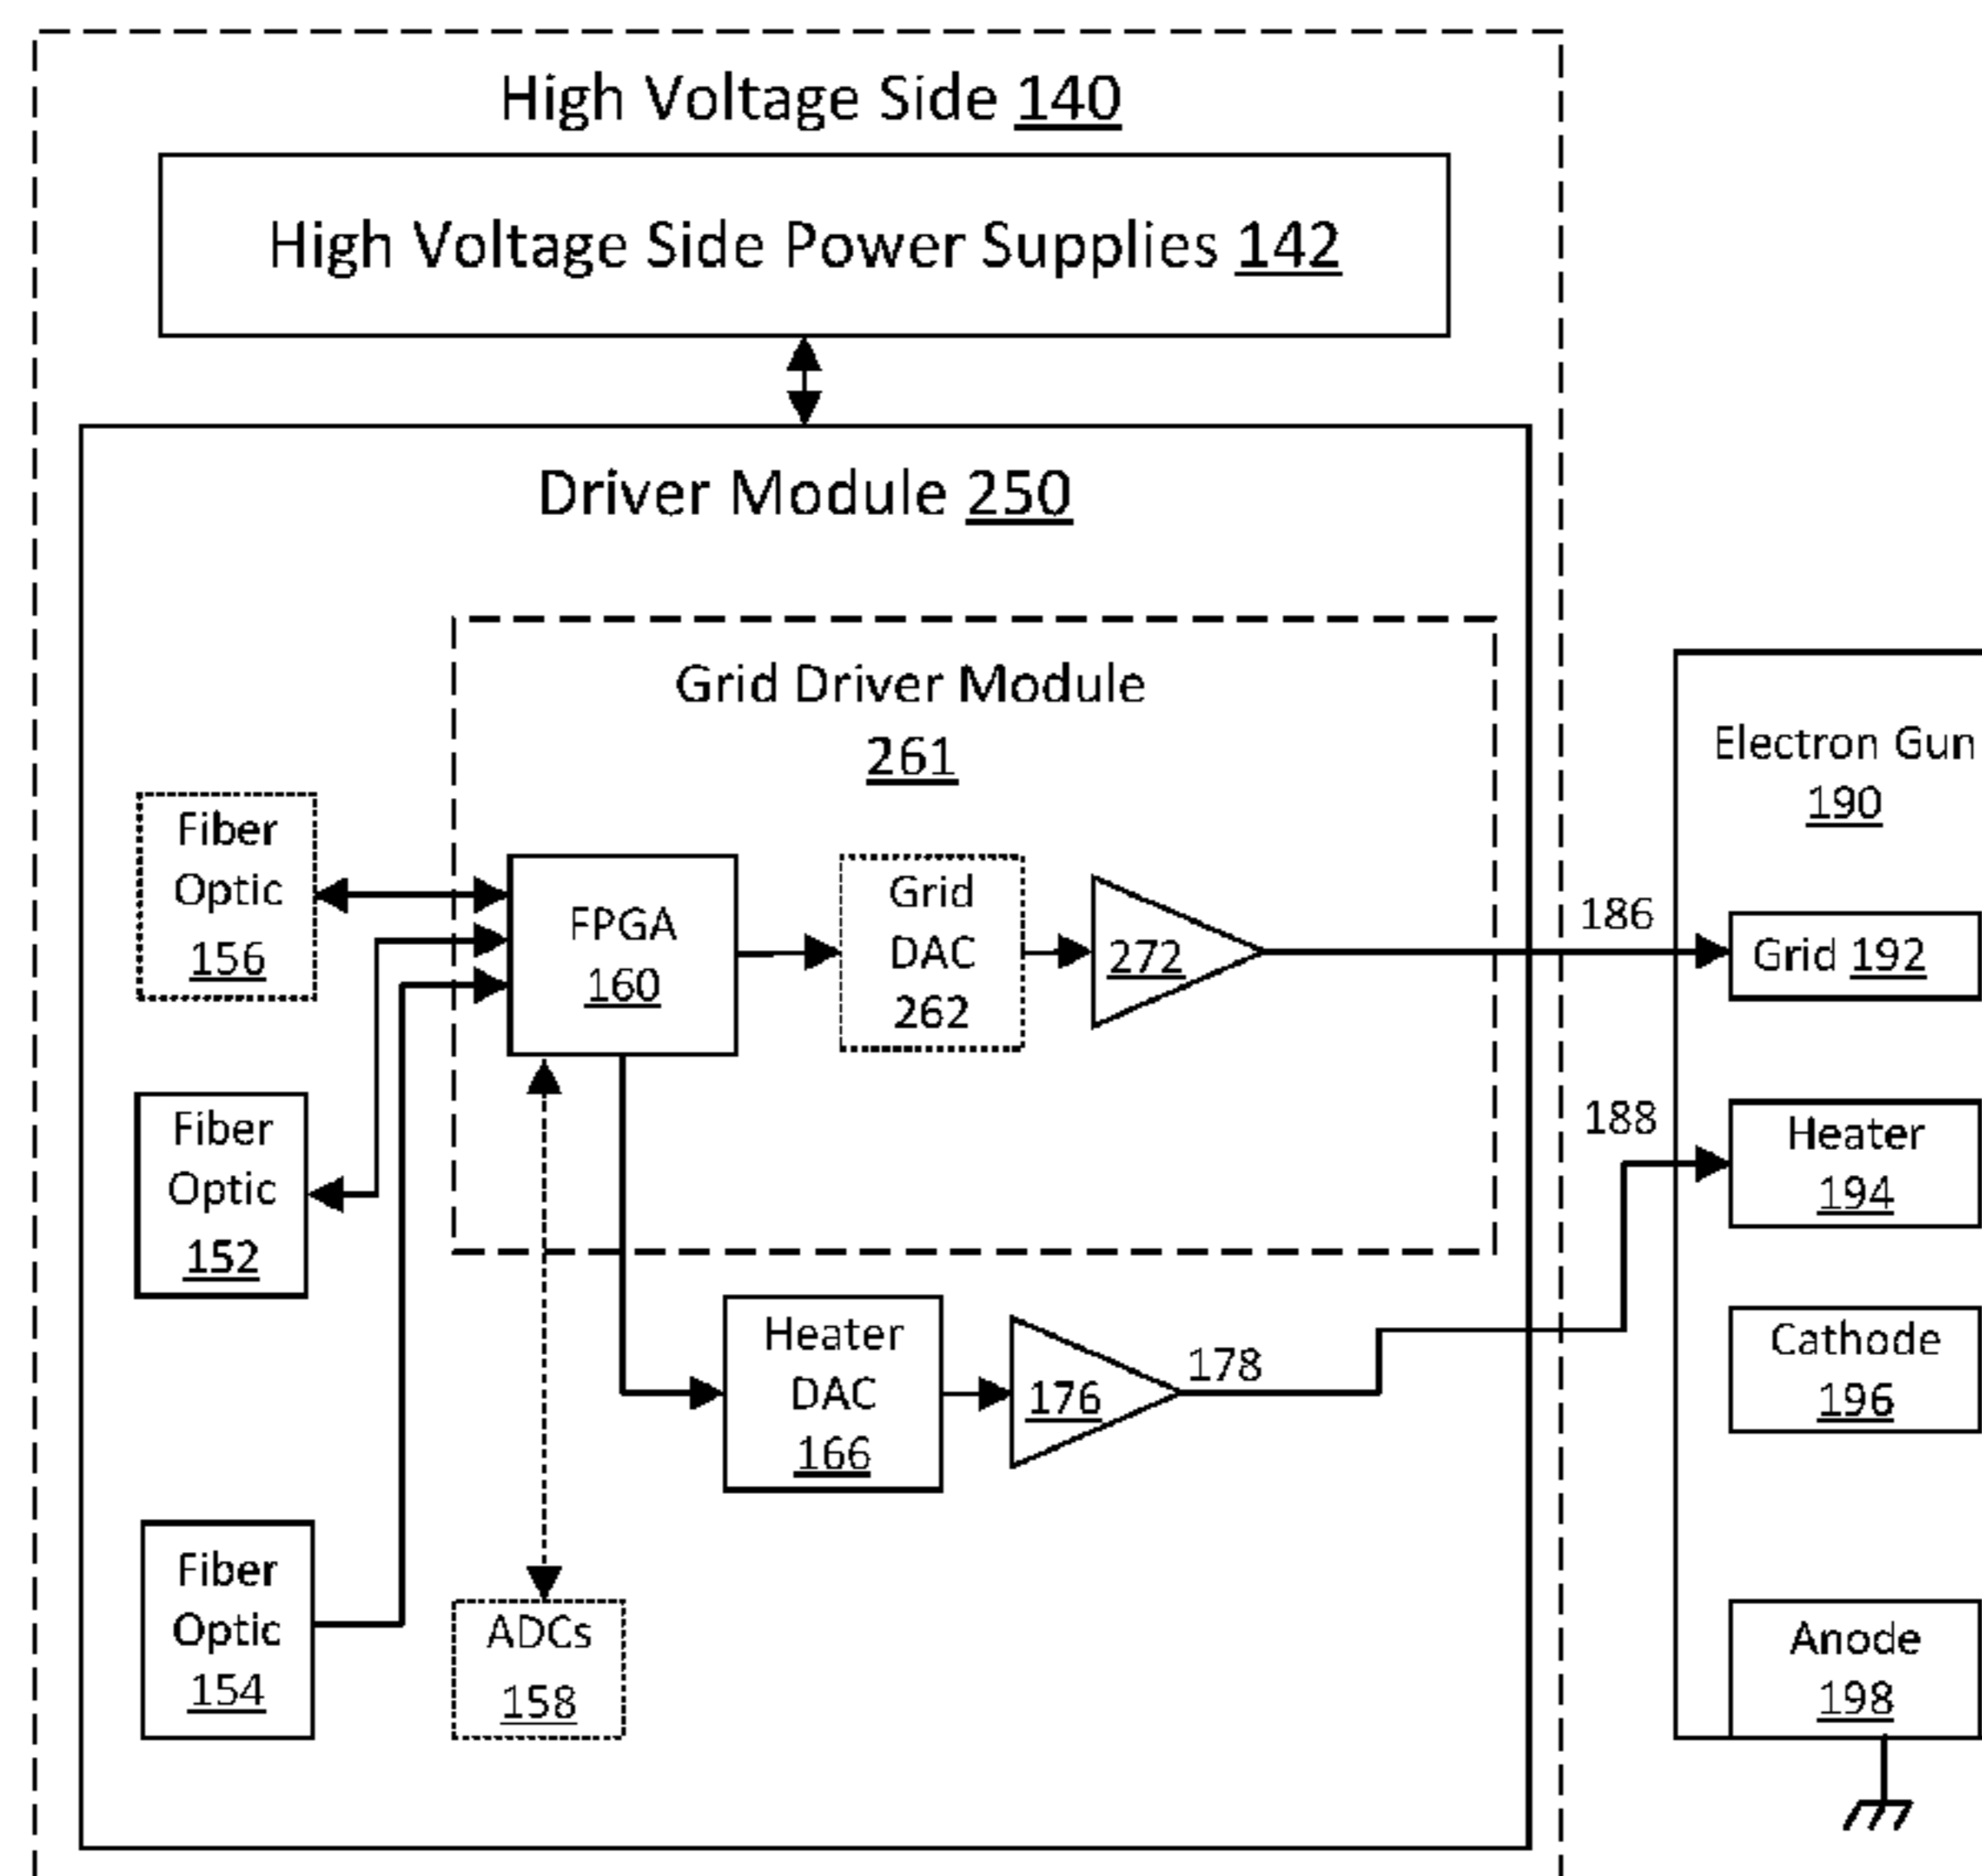 High Voltage Side 140
High Voltage Side Power Supplies 142
Driver Module 250
Grid Driver Module
261
Electron Gun
190
Fiber
Optic
156
FPGA
160
Grid
DAC
262
272
186
Grid 192
Fiber
Optic
152
188
Heater
194
Heater
DAC
166
176
178
Cathode
196
Fiber
Optic
154
ADCs
158
Anode
198